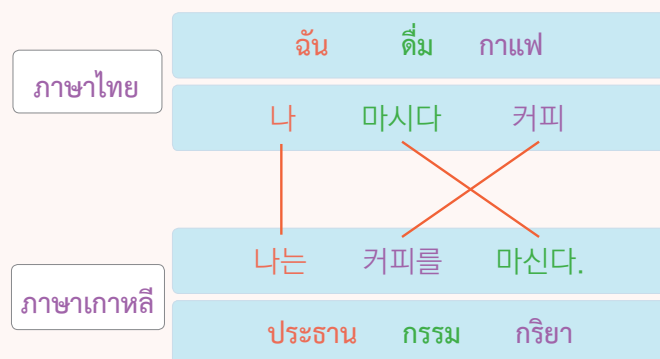 ฉัน ดื่ม กาแฟ
ภาษาไทย
나 마시다 커피
나는 커피를 마신다.
ภาษาเกาหลี
ประธาน กรรม กริยา